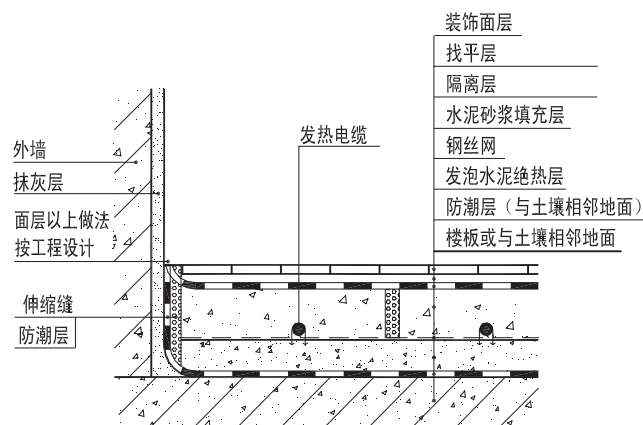 装饰面层
找平层
隔离层
水泥砂浆填充层
钢丝网
发泡水泥绝热层
防潮层（与土壤相邻地面）
楼板或与土壤相邻地面
发热电缆
外墙
抹灰层
面层以上做法
按工程设计
伸缩缝
防潮层